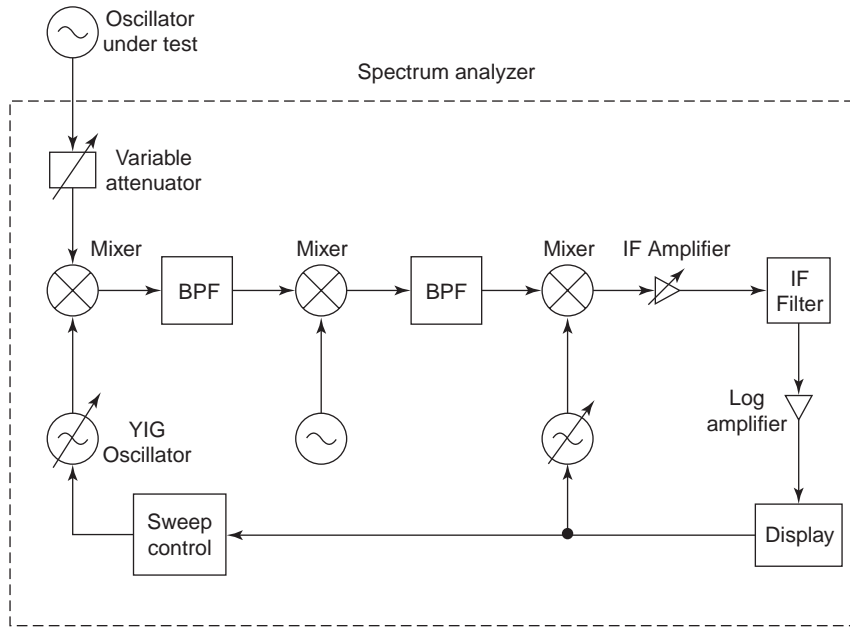 Oscillator
under test
Spectrum analyzer
Variable
attenuator
Mixer
Mixer
Mixer
IF Amplifier
BPF
BPF
IF
Filter
YIG
Oscillator
Log
amplifier
Sweep
control
Display